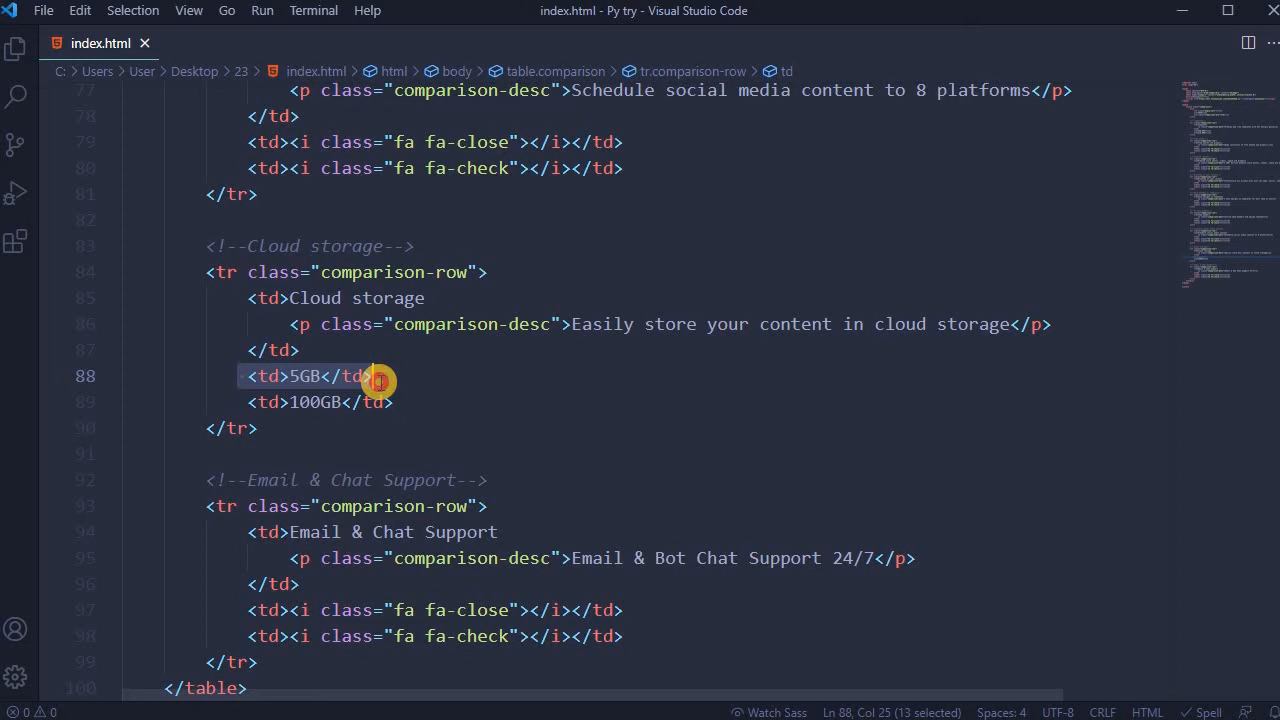 File Edit Selection View Go Run Terminal Help index.html - Py try - Visual Studio Code
index.html
C: > Users > User > Desktop > 23 > index.html > html > body > table.comparison > tr.comparison-row > td
77 <p class="comparison-desc">Schedule social media content to 8 platforms</p>
78 </td>
79 <td><i class="fa fa-close"></i></td>
80 <td><i class="fa fa-check"></i></td>
81 </tr>
82
83 <!--Cloud storage-->
84 <tr class="comparison-row">
85 <td>Cloud storage
86 <p class="comparison-desc">Easily store your content in cloud storage</p>
87 </td>
88 <td>5GB</td>
89 <td>100GB</td>
90 </tr>
91
92 <!--Email & Chat Support-->
93 <tr class="comparison-row">
94 <td>Email & Chat Support
95 <p class="comparison-desc">Email & Bot Chat Support 24/7</p>
96 </td>
97 <td><i class="fa fa-close"></i></td>
98 <td><i class="fa fa-check"></i></td>
99 </tr>
100 </table>
0 0 Watch Sass Ln 88, Col 25 (13 selected) Spaces: 4 UTF-8 CRLF HTML Spell